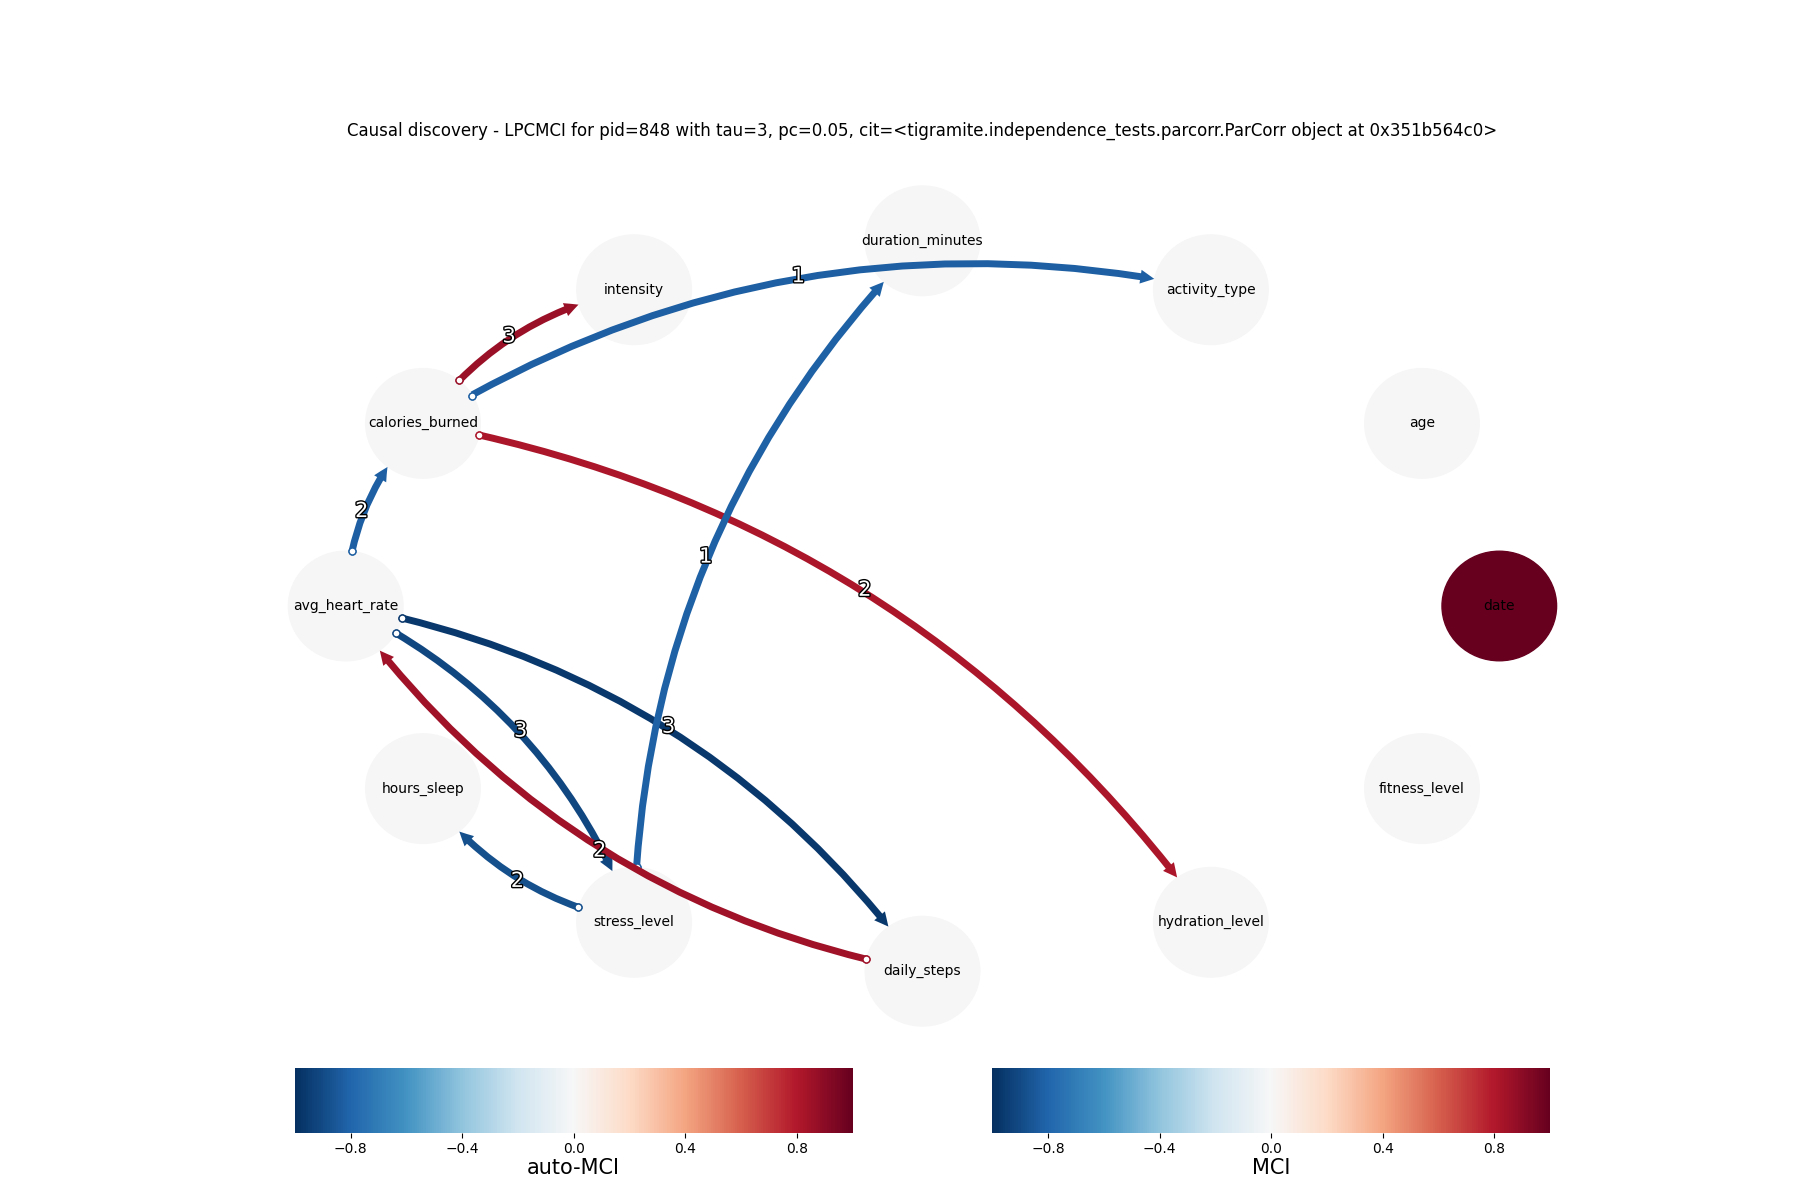 Causal discovery - LPCMCI for pid=848 with tau=3, pc=0.05, cit=<tigramite.independence_tests.parcorr.ParCorr object at 0x351b564c0>
duration_minutes
1
intensity
activity_type
3
calories_burned
age
2
1
2
avg_heart_rate
date
3
3
hours_sleep
fitness_level
2
2
stress_level
hydration_level
daily_steps
−0.8 −0.4 0.0 0.4 0.8
auto-MCI
−0.8 −0.4 0.0 0.4 0.8
MCI